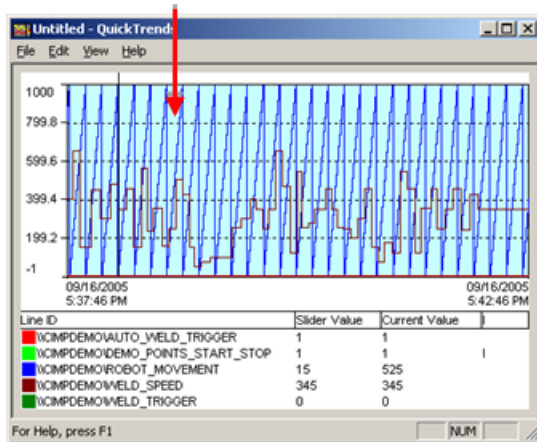 Untitled - QuickTrends
File Edit View Help
1000
799.8
599.6
399.4
199.2
-1
09/16/2005 09/16/2005
5:37:46 PM 5:42:46 PM
Line ID Slider Value Current Value
\\CIMPDEMO\AUTO_WELD_TRIGGER 1 1
\\CIMPDEMO\DEMO_POINTS_START_STOP 1 1
\\CIMPDEMO\ROBOT_MOVEMENT 15 525
\\CIMPDEMO\WELD_SPEED 345 345
\\CIMPDEMO\WELD_TRIGGER 0 0
For Help, press F1 NUM